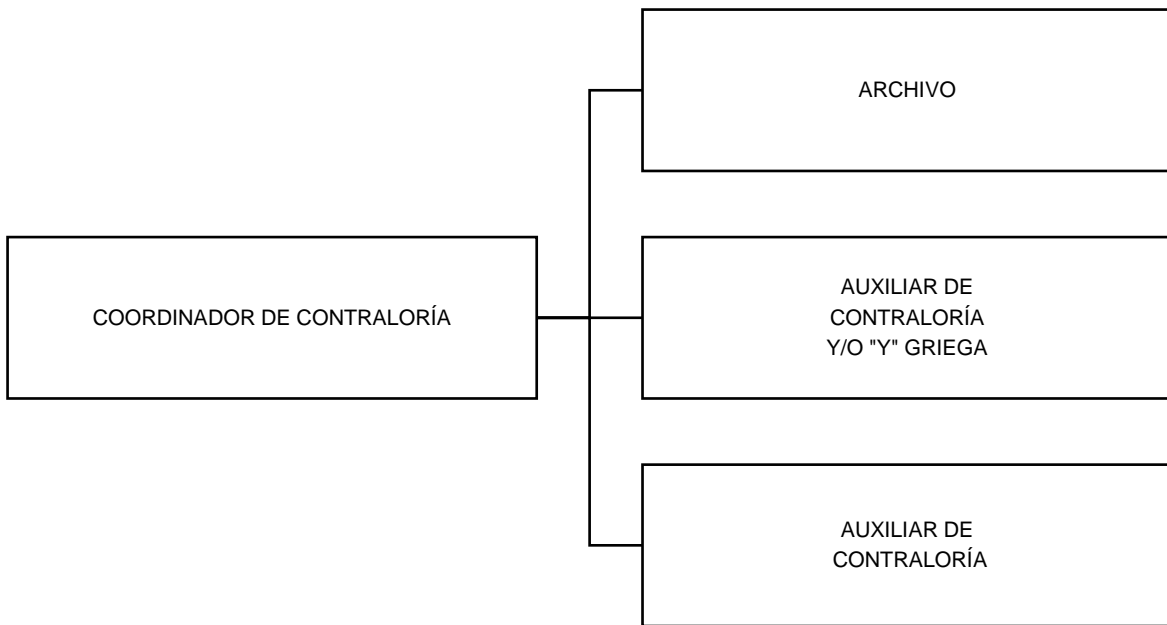 ARCHIVO
COORDINADOR DE CONTRALORÍA
AUXILIAR DE
CONTRALORÍA
Y/O "Y" GRIEGA
AUXILIAR DE
CONTRALORÍA